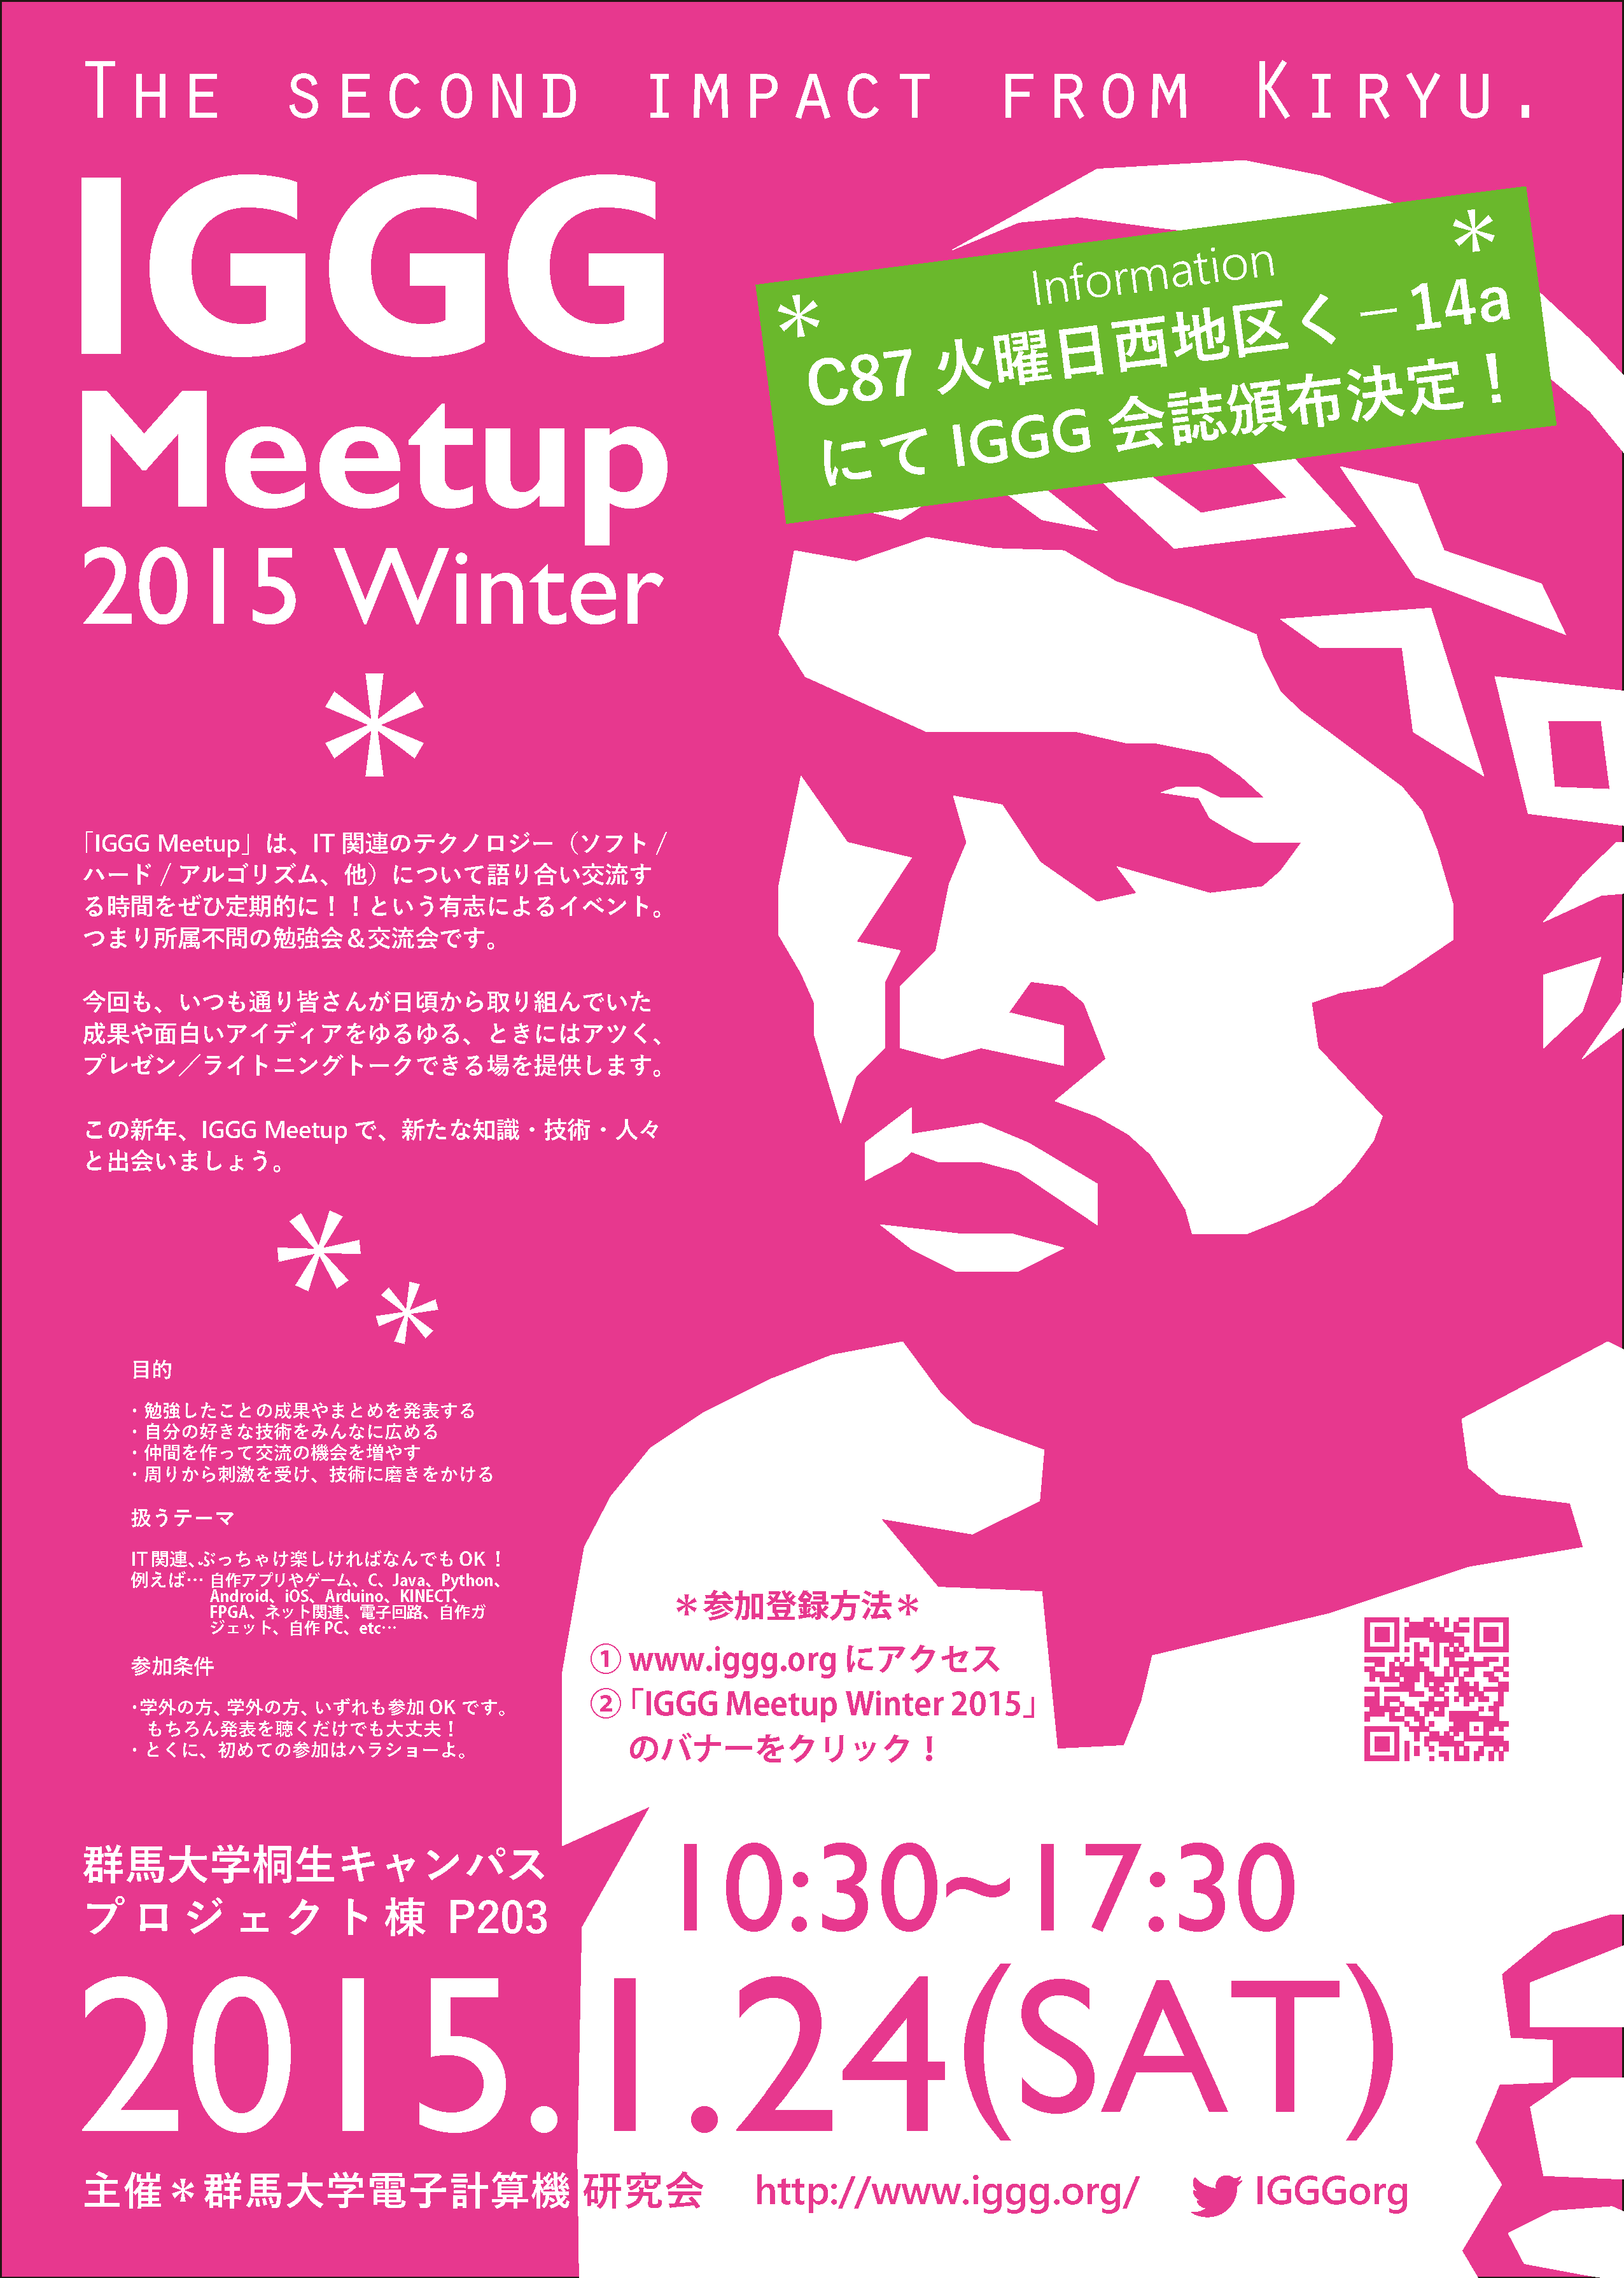 The second impact from Kiryu.
IGGG
Meetup
2015 Winter
*
Information
*
*
C87 火曜日西地区く－14a
にて IGGG 会誌頒布決定！
「IGGG Meetup」は、IT 関連のテクノロジー（ソフト /
ハード / アルゴリズム、他）について語り合い交流す
る時間をぜひ定期的に！！という有志によるイベント。
つまり所属不問の勉強会＆交流会です。
今回も、いつも通り皆さんが日頃から取り組んでいた
成果や面白いアイディアをゆるゆる、ときにはアツく、
プレゼン／ライトニングトークできる場を提供します。
この新年、IGGG Meetup で、新たな知識・技術・人々
と出会いましょう。
*
*
目的
・勉強したことの成果やまとめを発表する
・自分の好きな技術をみんなに広める
・仲間を作って交流の機会を増やす
・周りから刺激を受け、技術に磨きをかける
扱うテーマ
IT関連、ぶっちゃけ楽しければなんでも OK ！
例えば… 自作アプリやゲーム、C、Java、Python、
Android、iOS、Arduino、KINECT、
FPGA、ネット関連、電子回路、自作ガ
ジェット、自作 PC、etc…
参加条件
・学外の方、学外の方、いずれも参加 OK です。
もちろん発表を聴くだけでも大丈夫！
・とくに、初めての参加はハラショーよ。
＊参加登録方法＊
① www.iggg.org にアクセス
②「IGGG Meetup Winter 2015」
のバナーをクリック！
群馬大学桐生キャンパス
プロジェクト棟 P203
10:30~17:30
2015.1.24(SAT)
主催＊群馬大学電子計算機研究会 http://www.iggg.org/ IGGGorg